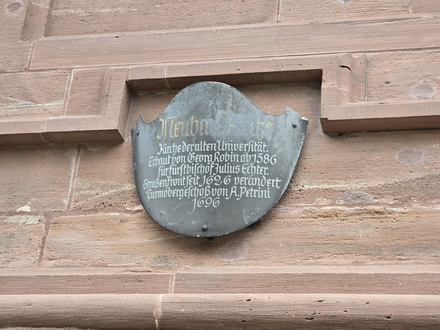 Kirche der alten Universität.
Erbaut von Georg Robin ab 1586
für Fürstbischof Julius Echter.
Straßenfront seit 1626 verändert.
Turmobergeschoß von A. Petrini
1696